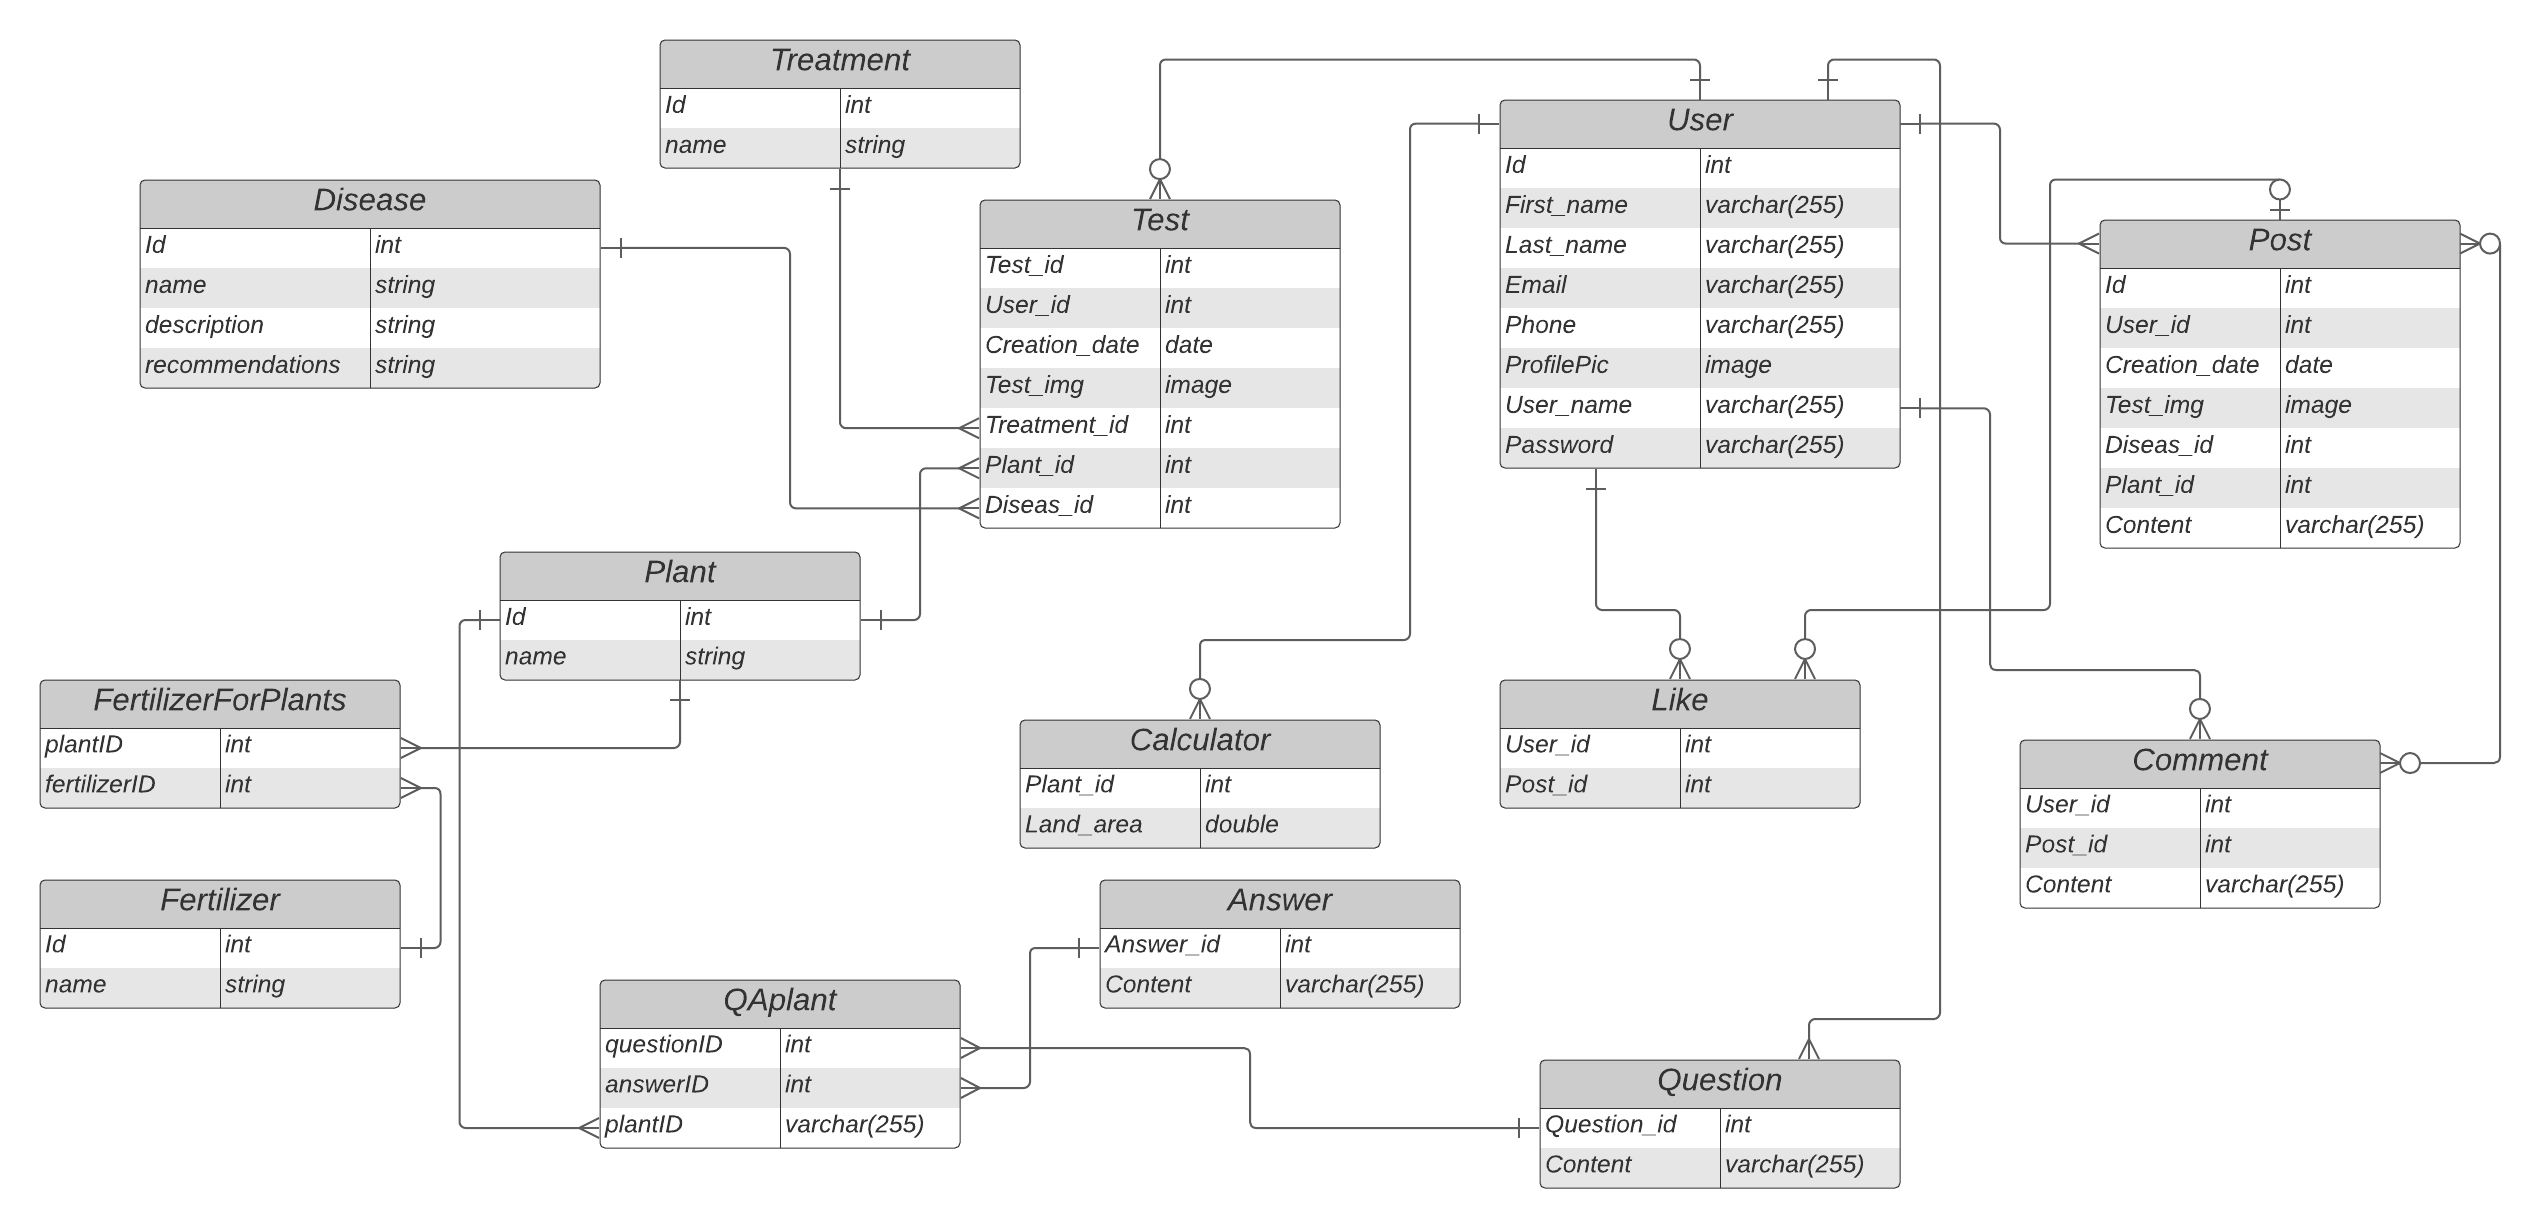 Treatment
Id int
name string
Disease
Id int
name string
description string
recommendations string
Test
Test_id int
User_id int
Creation_date date
Test_img image
Treatment_id int
Plant_id int
Diseas_id int
User
Id int
First_name varchar(255)
Last_name varchar(255)
Email varchar(255)
Phone varchar(255)
ProfilePic image
User_name varchar(255)
Password varchar(255)
Post
Id int
User_id int
Creation_date date
Test_img image
Diseas_id int
Plant_id int
Content varchar(255)
Plant
Id int
name string
FertilizerForPlants
plantID int
fertilizerID int
Calculator
Plant_id int
Land_area double
Like
User_id int
Post_id int
Comment
User_id int
Post_id int
Content varchar(255)
Fertilizer
Id int
name string
Answer
Answer_id int
Content varchar(255)
QAplant
questionID int
answerID int
plantID varchar(255)
Question
Question_id int
Content varchar(255)